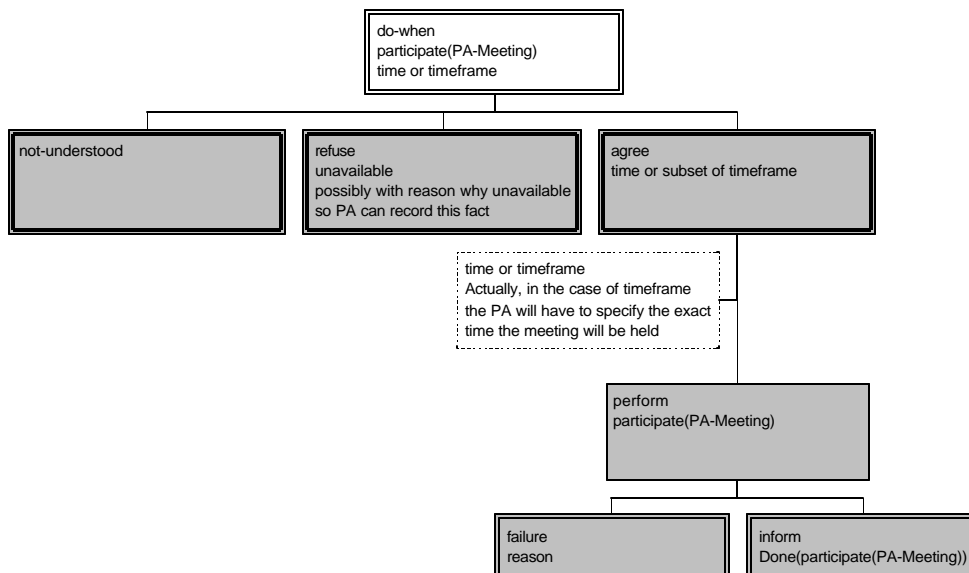 do-when
participate(PA-Meeting)
time or timeframe
not-understood
refuse
unavailable
possibly with reason why unavailable
so PA can record this fact
agree
time or subset of timeframe
time or timeframe
Actually, in the case of timeframe
the PA will have to specify the exact
time the meeting will be held
perform
participate(PA-Meeting)
failure
reason
inform
Done(participate(PA-Meeting))